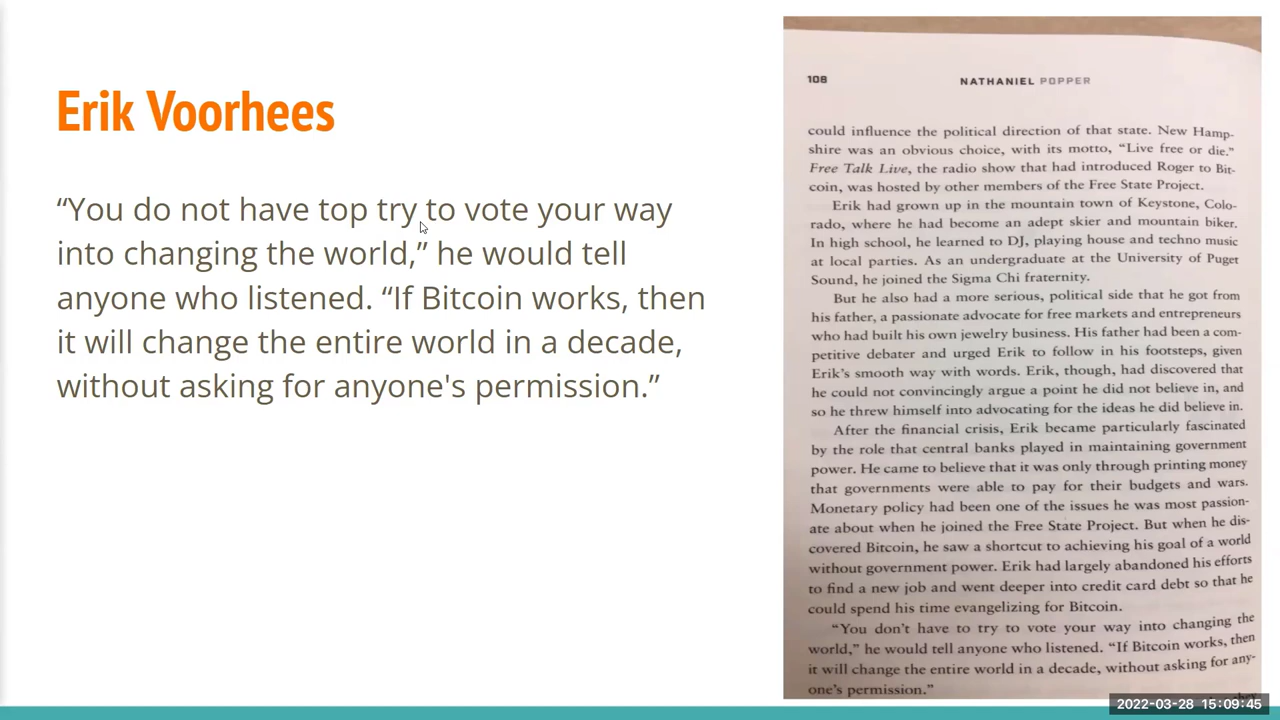 Erik Voorhees
“You do not have top try to vote your way
into changing the world,” he would tell
anyone who listened. “If Bitcoin works, then
it will change the entire world in a decade,
without asking for anyone's permission.”
108
NATHANIEL POPPER
could influence the political direction of that state. New Hamp-
shire was an obvious choice, with its motto, “Live free or die.”
Free Talk Live, the radio show that had introduced Roger to Bit-
coin, was hosted by other members of the Free State Project.
Erik had grown up in the mountain town of Keystone, Colo-
rado, where he had become an adept skier and mountain biker.
In high school, he learned to DJ, playing house and techno music
at local parties. As an undergraduate at the University of Puget
Sound, he joined the Sigma Chi fraternity.
But he also had a more serious, political side that he got from
his father, a passionate advocate for free markets and entrepreneurs
who had built his own jewelry business. His father had been a com-
petitive debater and urged Erik to follow in his footsteps, given
Erik’s smooth way with words. Erik, though, had discovered that
he could not convincingly argue a point he did not believe in, and
so he threw himself into advocating for the ideas he did believe in.
After the financial crisis, Erik became particularly fascinated
by the role that central banks played in maintaining government
power. He came to believe that it was only through printing money
that governments were able to pay for their budgets and wars.
Monetary policy had been one of the issues he was most passion-
ate about when he joined the Free State Project. But when he dis-
covered Bitcoin, he saw a shortcut to achieving his goal of a world
without government power. Erik had largely abandoned his efforts
to find a new job and went deeper into credit card debt so that he
could spend his time evangelizing for Bitcoin.
“You don’t have to try to vote your way into changing the
world,” he would tell anyone who listened. “If Bitcoin works, then
it will change the entire world in a decade, without asking for any-
one’s permission.”
2022-03-28 15:09:45